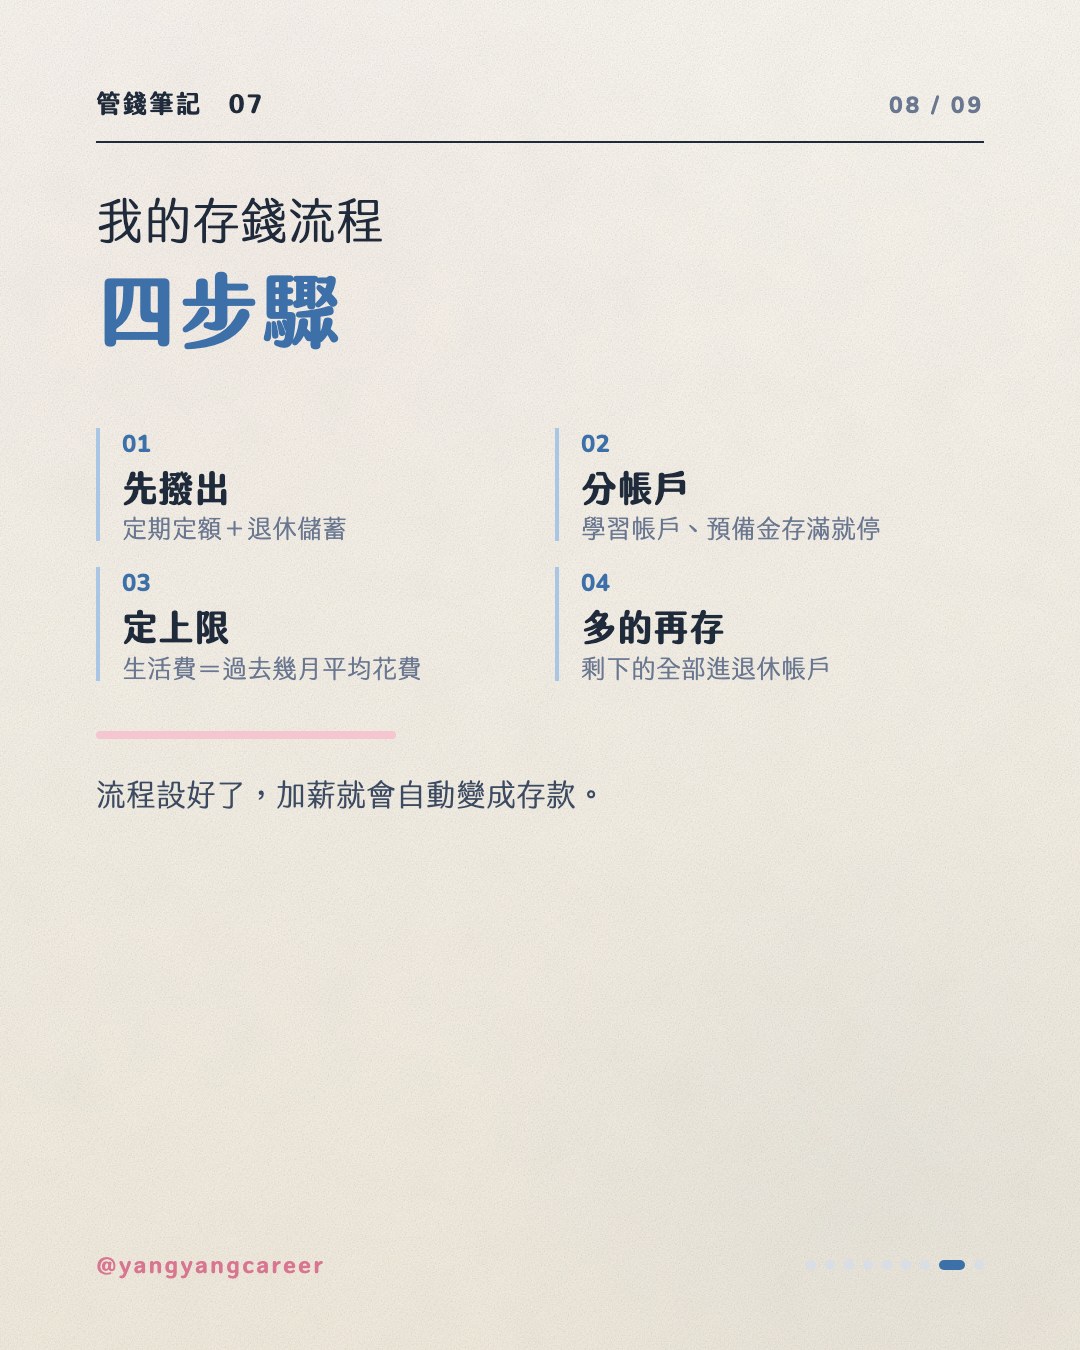 管錢筆記 07
08 / 09
我的存錢流程
四步驟
01
先撥出
定期定額＋退休儲蓄
02
分帳戶
學習帳戶、預備金存滿就停
03
定上限
生活費＝過去幾月平均花費
04
多的再存
剩下的全部進退休帳戶
流程設好了，加薪就會自動變成存款。
@yangyangcareer